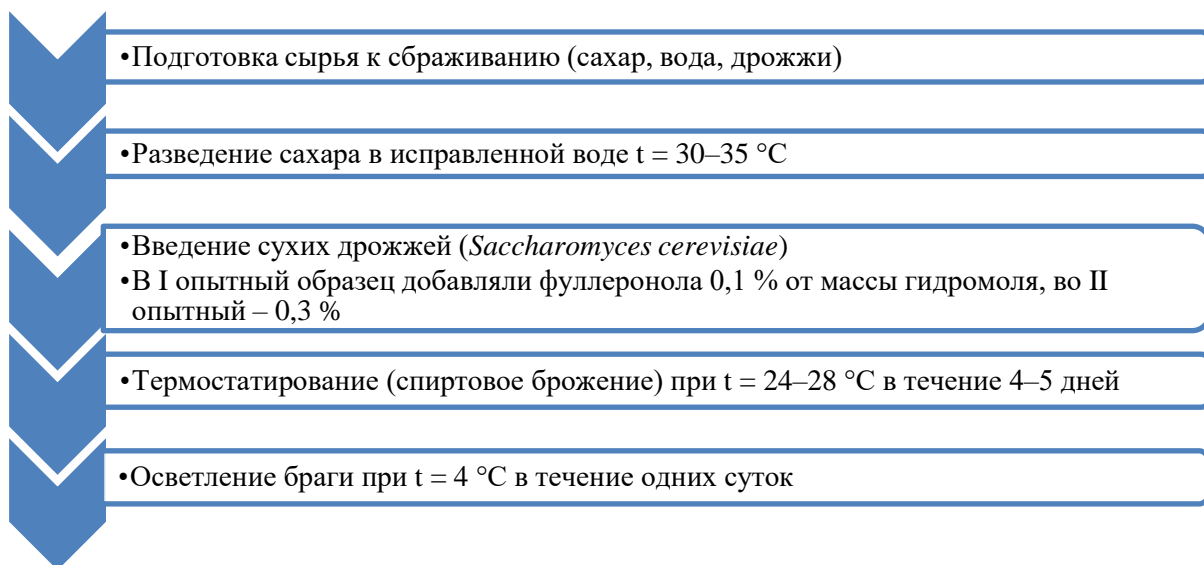 •Подготовка сырья к сбраживанию (сахар, вода, дрожжи)
•Разведение сахара в исправленной воде t = 30–35 °С
•Введение сухих дрожжей (Saccharomyces cerevisiae)
•В I опытный образец добавляли фуллеронола 0,1 % от массы гидромоля, во II
опытный – 0,3 %
•Термостатирование (спиртовое брожение) при t = 24–28 °С в течение 4–5 дней
•Осветление браги при t = 4 °С в течение одних суток